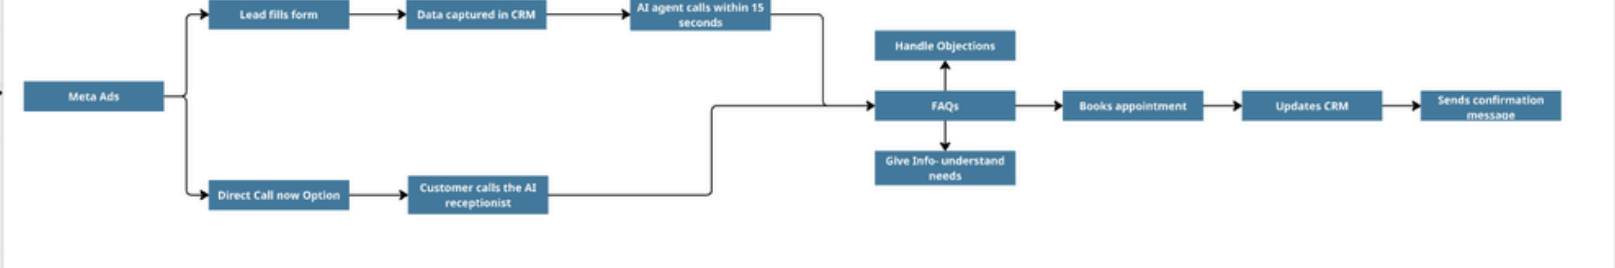 Lead fills form
Data captured in CRM
AI agent calls within 15
seconds
Handle Objections
Meta Ads
FAQs
Books appointment
Updates CRM
Sends confirmation
message
Give Info- understand
needs
Direct Call now Option
Customer calls the AI
receptionist